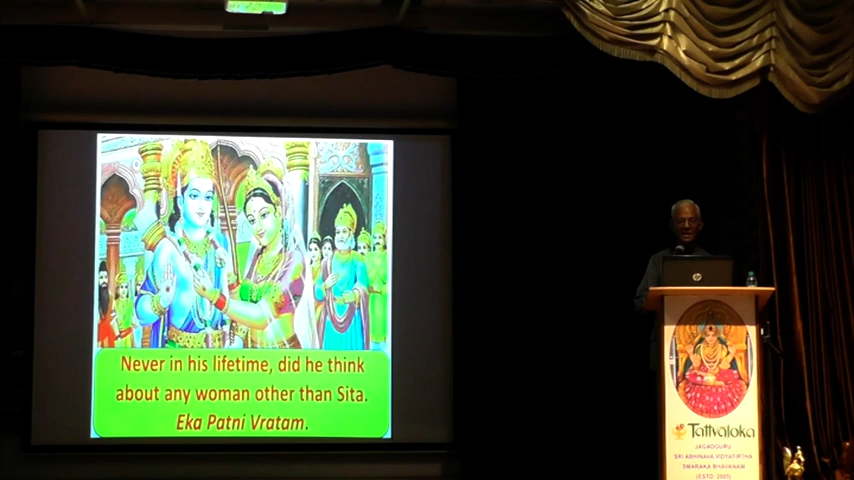 Never in his lifetime, did he think
about any woman other than Sita.
Eka Patni Vratam.
hp
Tattvaloka
JAGADGURU
SRI ABHINAVA VIDYATIRTHA
SMARAKA BHAVANAM
(ESTD. 2005)